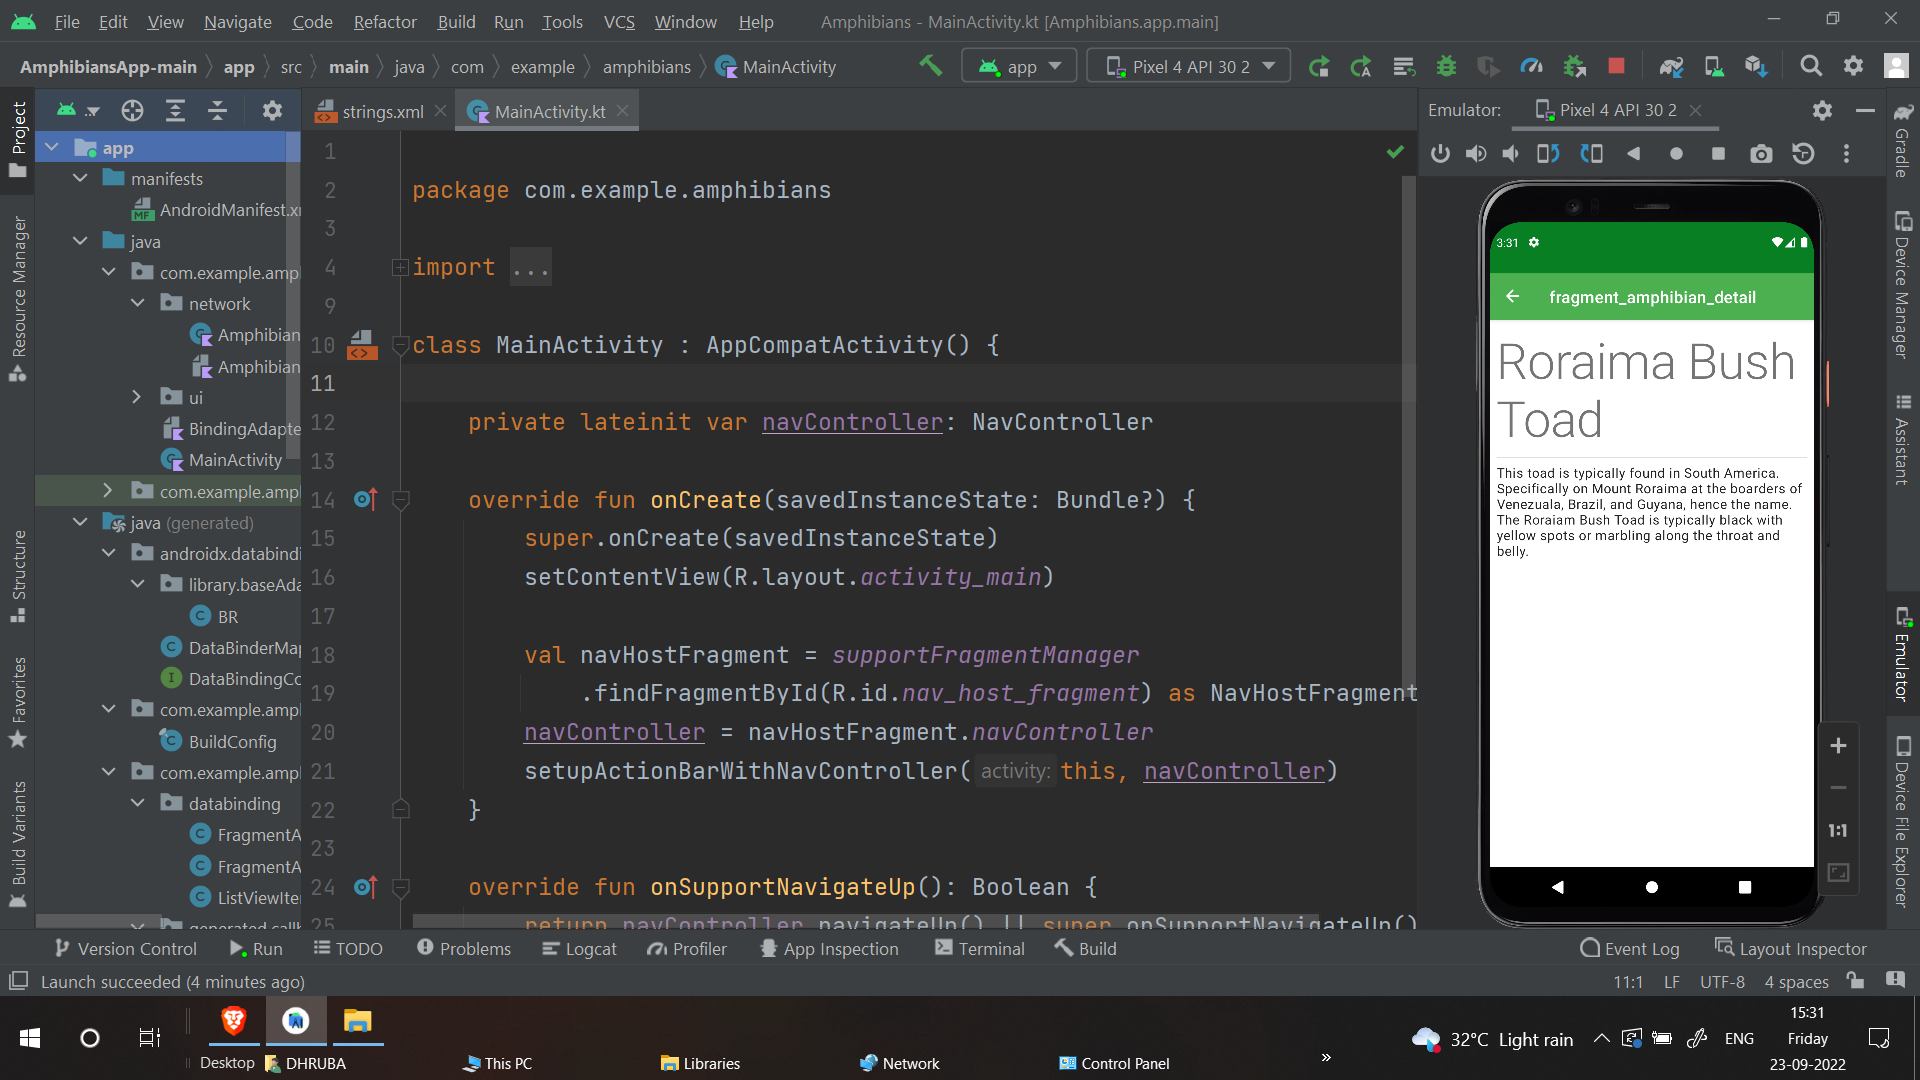 File Edit View Navigate Code Refactor Build Run Tools VCS Window Help Amphibians - MainActivity.kt [Amphibians.app.main]
AmphibiansApp-main app src main java com example amphibians MainActivity app Pixel 4 API 30 2
Project
Resource Manager
Structure
Favorites
Build Variants
app
manifests
AndroidManifest.x
java
com.example.ampl
network
Amphibian
Amphibian
ui
BindingAdapte
MainActivity
com.example.ampl
java (generated)
androidx.databindi
library.baseAda
BR
DataBinderMap
DataBindingCo
com.example.ampl
BuildConfig
com.example.ampl
databinding
FragmentA
FragmentA
ListViewIte
generated.callb
strings.xml MainActivity.kt
1
2 package com.example.amphibians
3
4 import ...
9
10 class MainActivity : AppCompatActivity() {
11
12 private lateinit var navController: NavController
13
14 override fun onCreate(savedInstanceState: Bundle?) {
15 super.onCreate(savedInstanceState)
16 setContentView(R.layout.activity_main)
17
18 val navHostFragment = supportFragmentManager
19 .findFragmentById(R.id.nav_host_fragment) as NavHostFragment
20 navController = navHostFragment.navController
21 setupActionBarWithNavController( activity: this, navController)
22 }
23
24 override fun onSupportNavigateUp(): Boolean {
25 return navController.navigateUp() || super.onSupportNavigateUp()
Emulator: Pixel 4 API 30 2
3:31
fragment_amphibian_detail
Roraima Bush
Toad
This toad is typically found in South America.
Specifically on Mount Roraima at the boarders of
Venezuala, Brazil, and Guyana, hence the name.
The Roraiam Bush Toad is typically black with
yellow spots or marbling along the throat and
belly.
1:1
Gradle
Device Manager
Assistant
Emulator
Device File Explorer
Version Control Run TODO Problems Logcat Profiler App Inspection Terminal Build Event Log Layout Inspector
Launch succeeded (4 minutes ago) 11:1 LF UTF-8 4 spaces
32°C Light rain ENG
15:31
Friday
23-09-2022
Desktop DHRUBA This PC Libraries Network Control Panel »